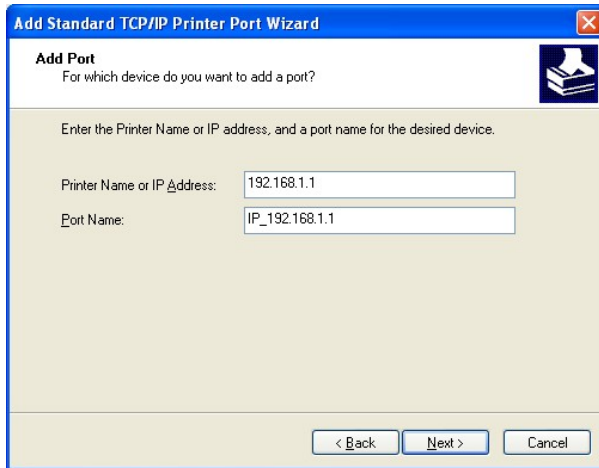 Add Standard TCP/IP Printer Port Wizard
Add Port
For which device do you want to add a port?
Enter the Printer Name or IP address, and a port name for the desired device.
Printer Name or IP Address: 192.168.1.1
Port Name: IP_192.168.1.1
< Back Next > Cancel